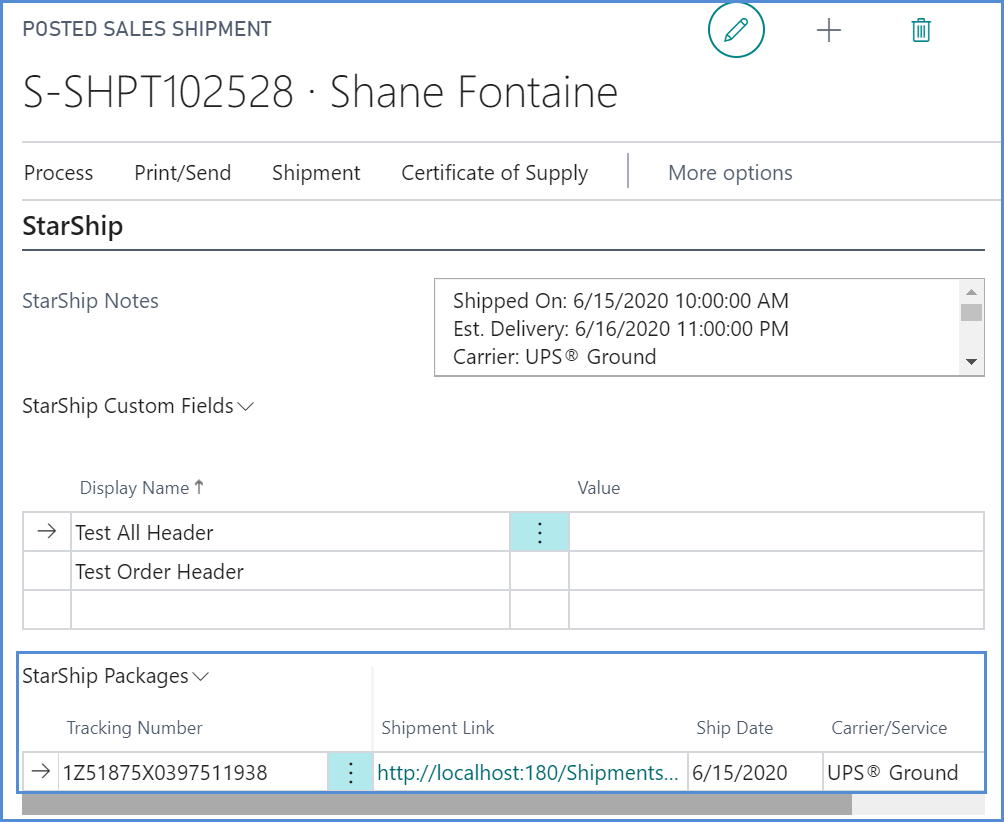 POSTED SALES SHIPMENT
S-SHPT102528 · Shane Fontaine
Process Print/Send Shipment Certificate of Supply More options
StarShip
StarShip Notes
Shipped On: 6/15/2020 10:00:00 AM
Est. Delivery: 6/16/2020 11:00:00 PM
Carrier: UPS® Ground
StarShip Custom Fields
Display Name ↑ Value
Test All Header
Test Order Header
StarShip Packages
Tracking Number Shipment Link Ship Date Carrier/Service
1Z51875X0397511938 http://localhost:180/Shipments... 6/15/2020 UPS® Ground